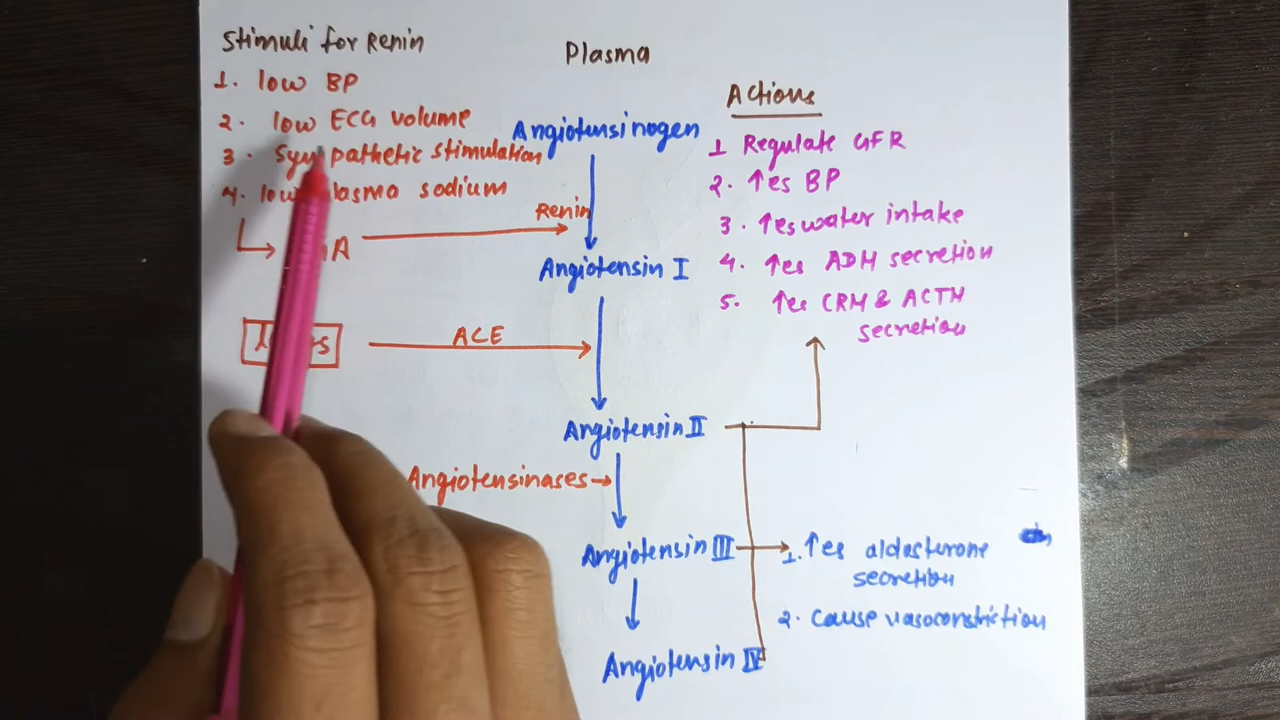 Stimuli for Renin
1. low BP
2. low ECG volume
3. Sympathetic stimulation
4. low plasma sodium
Plasma
Angiotensinogen
Renin
Angiotensin I
ACE
Angiotensin II
Angiotensinases
Angiotensin III
Angiotensin IV
Actions
1 Regulate GFR
2. ↑es BP
3. ↑es water intake
4. ↑es ADH secretion
5. ↑es CRH & ACTH
secretion
1. ↑es aldosterone
secretion
2. Cause vasoconstriction